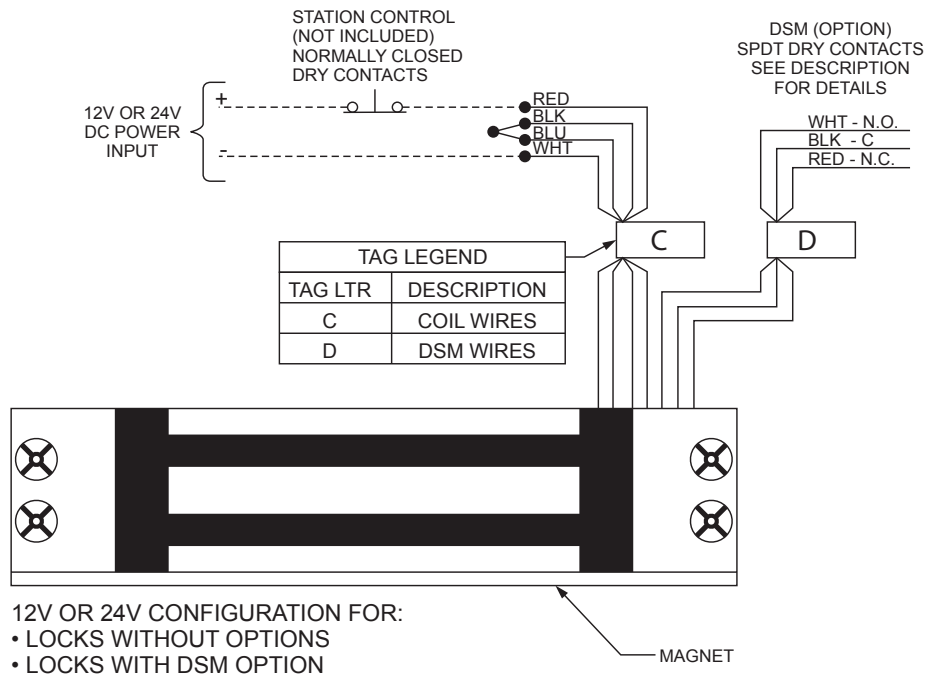 STATION CONTROL
(NOT INCLUDED)
NORMALLY CLOSED
DRY CONTACTS
DSM (OPTION)
SPDT DRY CONTACTS
SEE DESCRIPTION
FOR DETAILS
12V OR 24V
DC POWER
INPUT
+
-
RED
BLK
BLU
WHT
WHT - N.O.
BLK - C
RED - N.C.
C
D
TAG LEGEND
TAG LTR DESCRIPTION
C COIL WIRES
D DSM WIRES
12V OR 24V CONFIGURATION FOR:
• LOCKS WITHOUT OPTIONS
• LOCKS WITH DSM OPTION
MAGNET